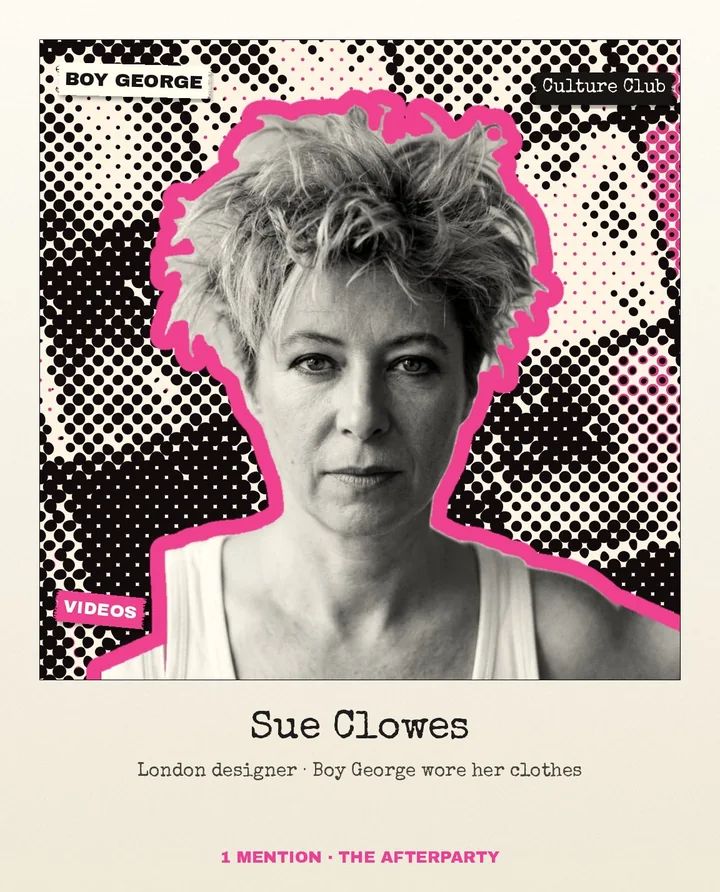 BOY GEORGE
Culture Club
VIDEOS
Sue Clowes
London designer · Boy George wore her clothes
1 MENTION · THE AFTERPARTY